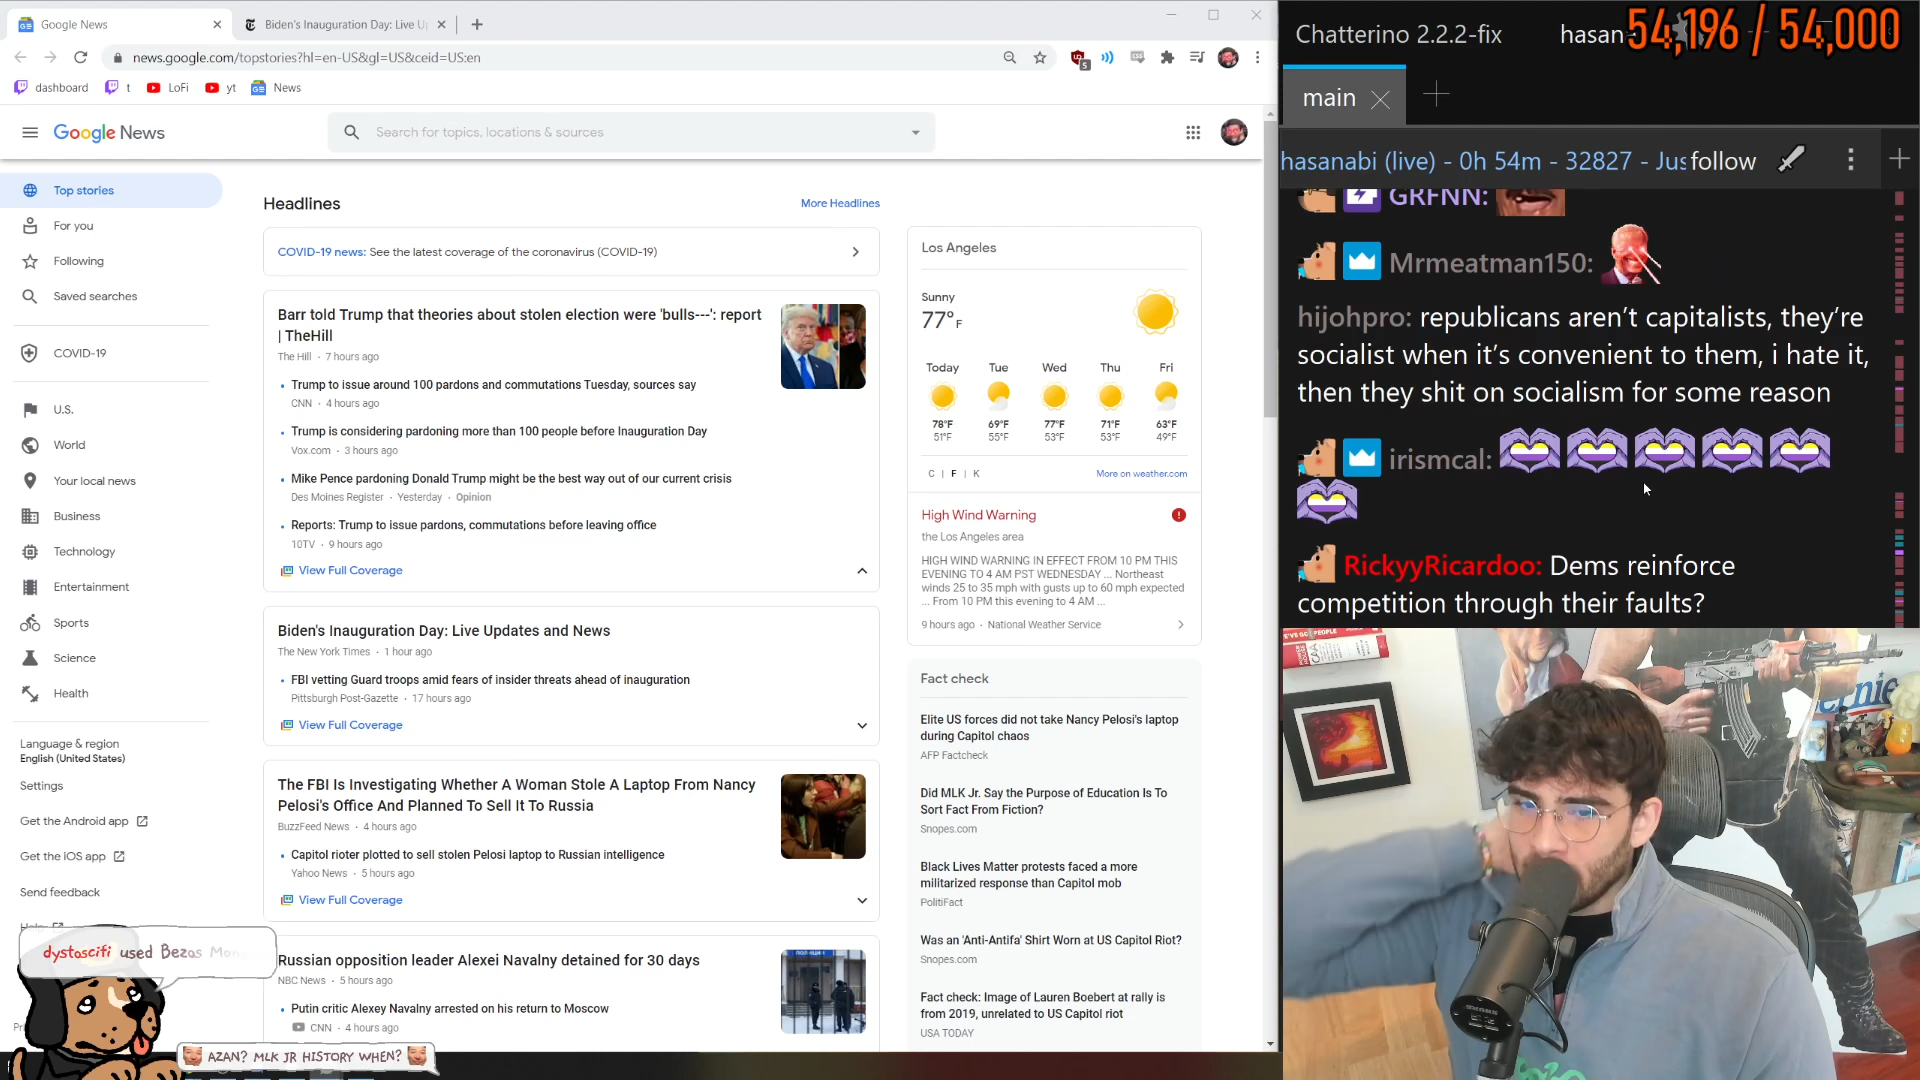 Google News
Biden's Inauguration Day: Live U
news.google.com/topstories?hl=en-US&gl=US&ceid=US:en
5
dashboard
t
LoFi
yt
News
Google News
Search for topics, locations & sources
Top stories
For you
Following
Saved searches
COVID-19
U.S.
World
Your local news
Business
Technology
Entertainment
Sports
Science
Health
Language & region
English (United States)
Settings
Get the Android app
Get the iOS app
Send feedback
Help
Headlines
More Headlines
COVID-19 news: See the latest coverage of the coronavirus (COVID-19)
Barr told Trump that theories about stolen election were 'bulls---': report
| TheHill
The Hill · 7 hours ago
Trump to issue around 100 pardons and commutations Tuesday, sources say
CNN · 4 hours ago
Trump is considering pardoning more than 100 people before Inauguration Day
Vox.com · 3 hours ago
Mike Pence pardoning Donald Trump might be the best way out of our current crisis
Des Moines Register · Yesterday · Opinion
Reports: Trump to issue pardons, commutations before leaving office
10TV · 9 hours ago
View Full Coverage
Biden's Inauguration Day: Live Updates and News
The New York Times · 1 hour ago
FBI vetting Guard troops amid fears of insider threats ahead of inauguration
Pittsburgh Post-Gazette · 17 hours ago
View Full Coverage
The FBI Is Investigating Whether A Woman Stole A Laptop From Nancy
Pelosi's Office And Planned To Sell It To Russia
BuzzFeed News · 4 hours ago
Capitol rioter plotted to sell stolen Pelosi laptop to Russian intelligence
Yahoo News · 5 hours ago
View Full Coverage
Russian opposition leader Alexei Navalny detained for 30 days
NBC News · 5 hours ago
Putin critic Alexey Navalny arrested on his return to Moscow
CNN · 4 hours ago
Los Angeles
Sunny
77° F
Today Tue Wed Thu Fri
78°F 69°F 77°F 71°F 63°F
51°F 55°F 53°F 53°F 49°F
C | F | K
More on weather.com
High Wind Warning
the Los Angeles area
HIGH WIND WARNING IN EFFECT FROM 10 PM THIS
EVENING TO 4 AM PST WEDNESDAY ... Northeast
winds 25 to 35 mph with gusts up to 60 mph expected
... From 10 PM this evening to 4 AM ...
9 hours ago · National Weather Service
Fact check
Elite US forces did not take Nancy Pelosi's laptop
during Capitol chaos
AFP Factcheck
Did MLK Jr. Say the Purpose of Education Is To
Sort Fact From Fiction?
Snopes.com
Black Lives Matter protests faced a more
militarized response than Capitol mob
PolitiFact
Was an 'Anti-Antifa' Shirt Worn at US Capitol Riot?
Snopes.com
Fact check: Image of Lauren Boebert at rally is
from 2019, unrelated to US Capitol riot
USA TODAY
dystoscifi used Bezos
AZAN? MLK JR HISTORY WHEN?
Chatterino 2.2.2-fix
hasan
54,196 / 54,000
main
hasanabi (live) - 0h 54m - 32827 - Jus
follow
GRFNN:
Mrmeatman150:
hijohpro: republicans aren't capitalists, they're
socialist when it's convenient to them, i hate it,
then they shit on socialism for some reason
irismcal:
RickyyRicardoo: Dems reinforce
competition through their faults?